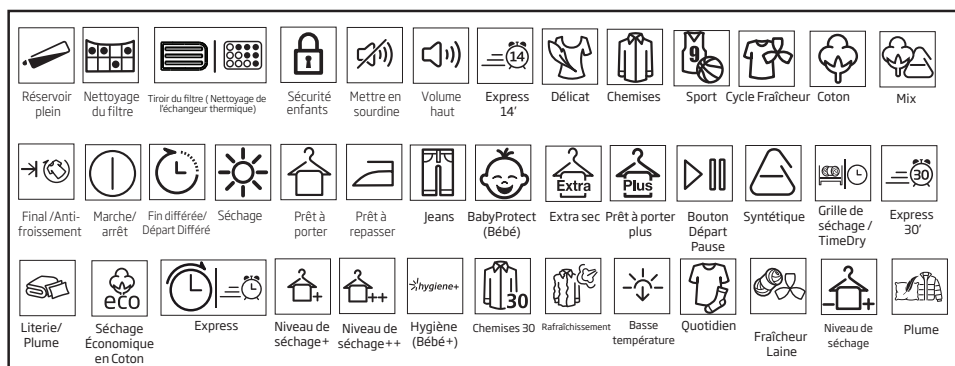 14
9
Réservoir plein
Nettoyage du filtre
Tiroir du filtre ( Nettoyage de l'échangeur thermique)
Sécurité enfants
Mettre en sourdine
Volume haut
Express 14'
Délicat
Chemises
Sport
Cycle Fraîcheur
Coton
Mix
Extra
Plus
30
Final /Anti-froissement
Marche/ arrêt
Fin différée/ Départ Différé
Séchage
Prêt à porter
Prêt à repasser
Jeans
BabyProtect (Bébé)
Extra sec
Prêt à porter plus
Bouton Départ Pause
Syntétique
Grille de séchage / TimeDry
Express 30'
eco
+
++
hygiene+
30
- +
Literie/ Plume
Séchage Économique en Coton
Express
Niveau de séchage+
Niveau de séchage++
Hygiène (Bébé+)
Chemises 30
Rafraîchissement
Basse température
Quotidien
Fraîcheur Laine
Niveau de séchage
Plume